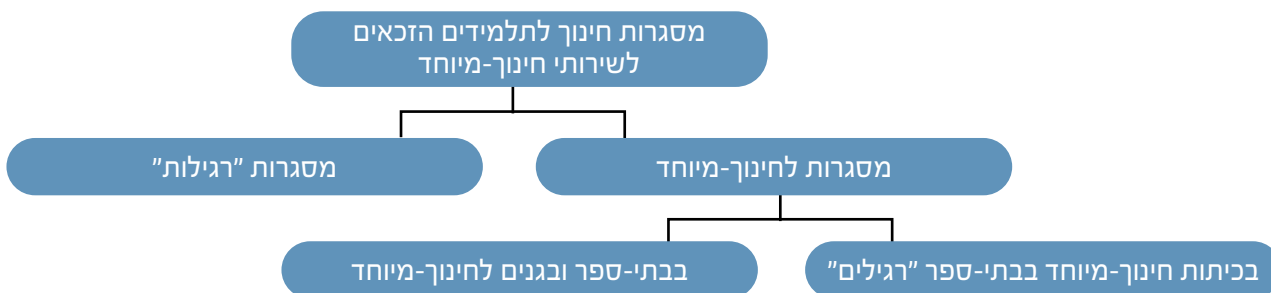 מסגרות חינוך לתלמידים הזכאים
לשירותי חינוך-מיוחד
מסגרות לחינוך-מיוחד
מסגרות "רגילות"
בכיתות חינוך-מיוחד בבתי-ספר "רגילים"
בבתי-ספר ובגנים לחינוך-מיוחד